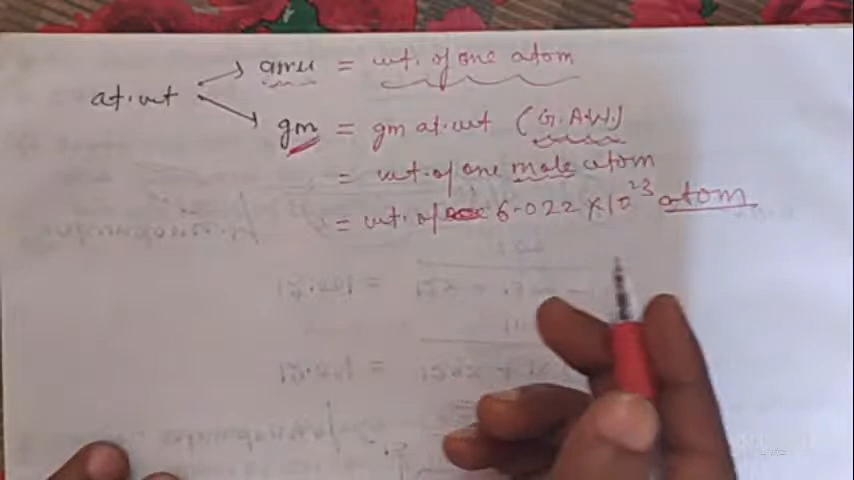 amu = wt. of one atom
at. wt
gm = gm at. wt (G.A.W.)
= wt. of one mole atom
= wt. of 6.022 × 10²³ atom